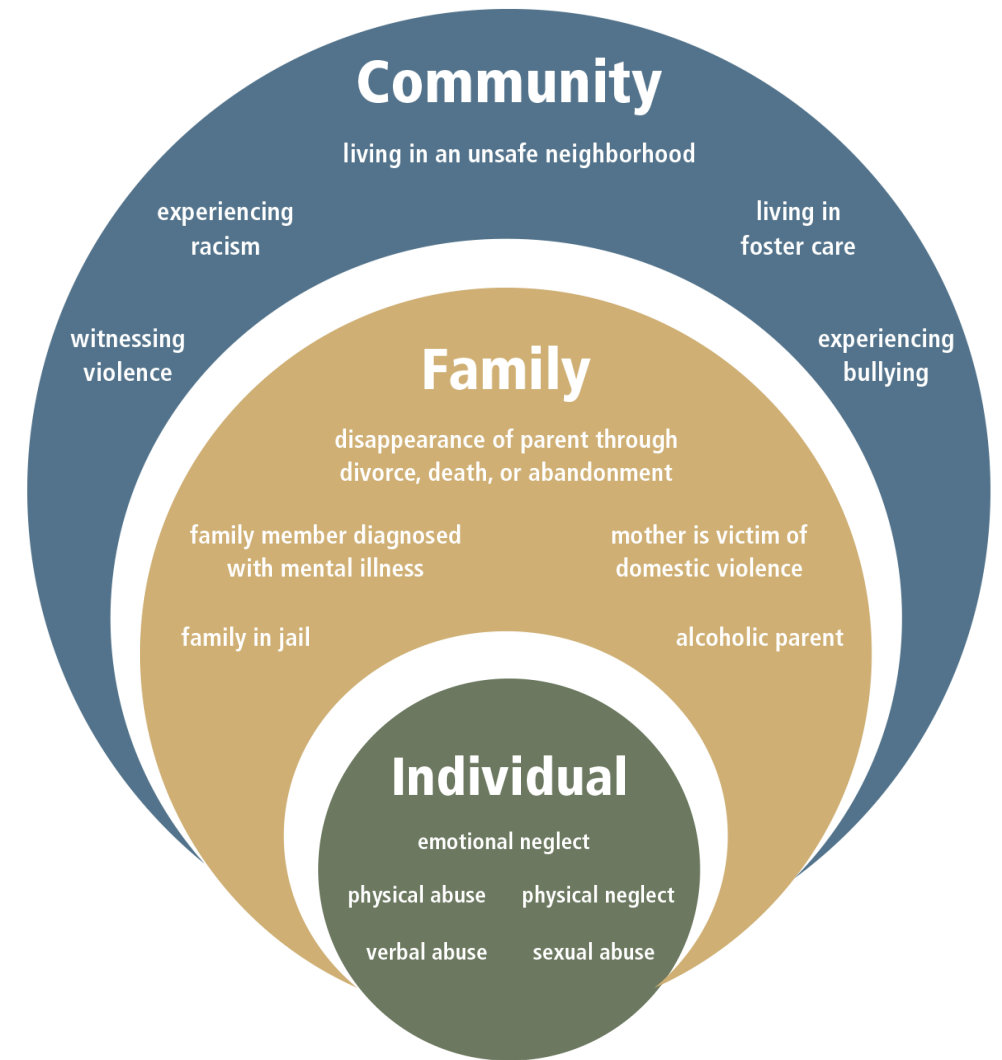 Community
living in an unsafe neighborhood
experiencing
racism
living in
foster care
witnessing
violence
experiencing
bullying
Family
disappearance of parent through
divorce, death, or abandonment
family member diagnosed
with mental illness
mother is victim of
domestic violence
family in jail
alcoholic parent
Individual
emotional neglect
physical abuse
physical neglect
verbal abuse
sexual abuse